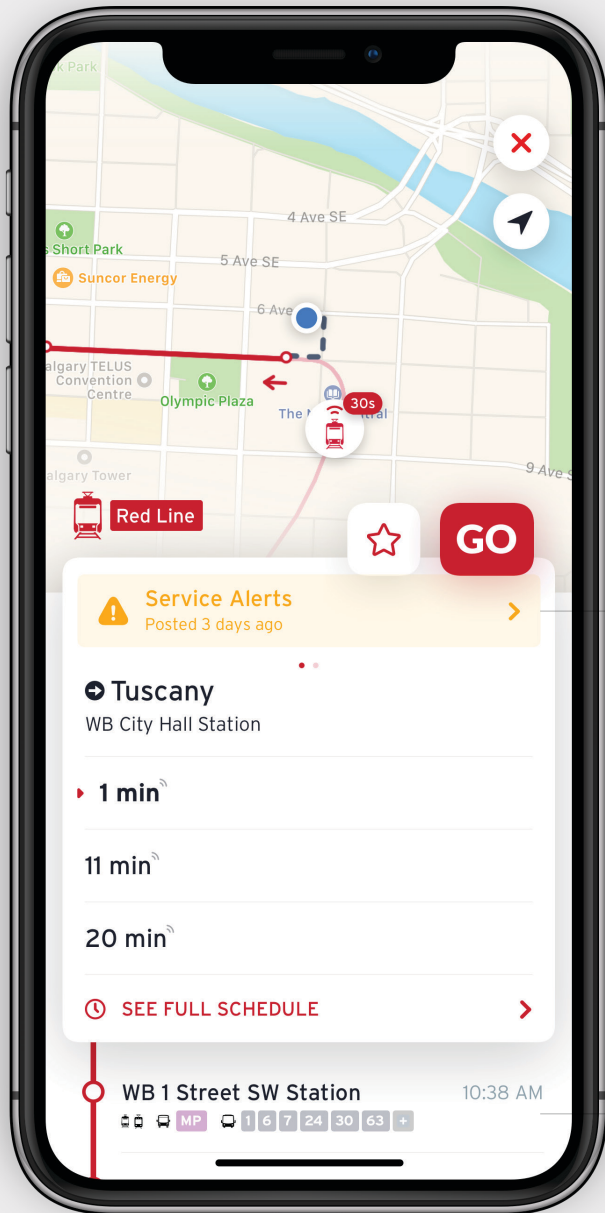 k Park
4 Ave SE
s Short Park
5 Ave SE
Suncor Energy
6 Ave
algary TELUS
Convention
Centre
Olympic Plaza
30s
The
tral
algary Tower
9 Ave S
Red Line
GO
Service Alerts
Posted 3 days ago
Tuscany
WB City Hall Station
1 min
11 min
20 min
SEE FULL SCHEDULE
WB 1 Street SW Station 10:38 AM
MP 1 6 7 24 30 63 +